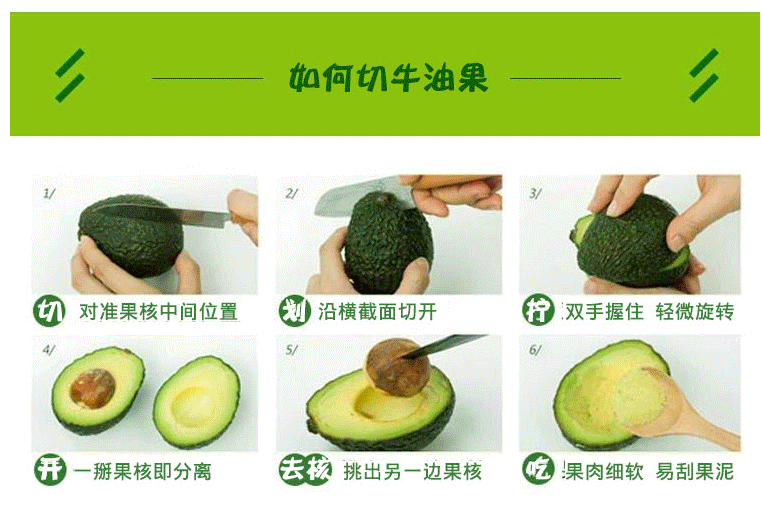 如何切牛油果
1/
2/
3/
切 对准果核中间位置
划 沿横截面切开
拧 双手握住 轻微旋转
4/
5/
6/
开 一掰果核即分离
去核 挑出另一边果核
吃 果肉细软 易刮果泥